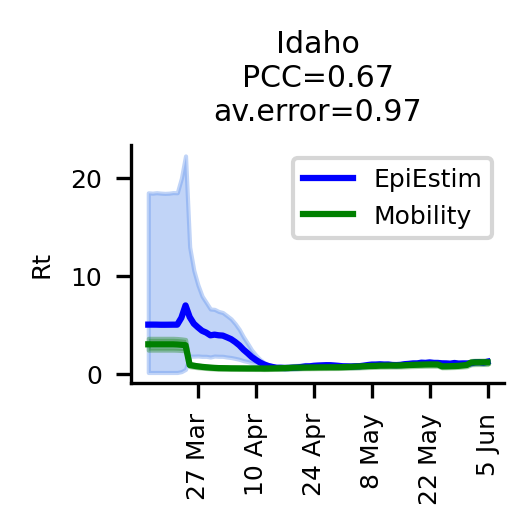 Idaho
PCC=0.67
av.error=0.97
EpiEstim
Mobility
Rt
20
10
0
27 Mar
10 Apr
24 Apr
8 May
22 May
5 Jun